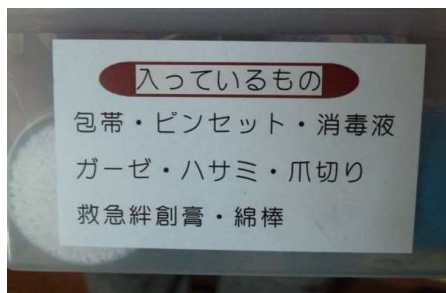 入っているもの
包帯・ピンセット・消毒液
ガーゼ・ハサミ・爪切り
救急絆創膏・綿棒